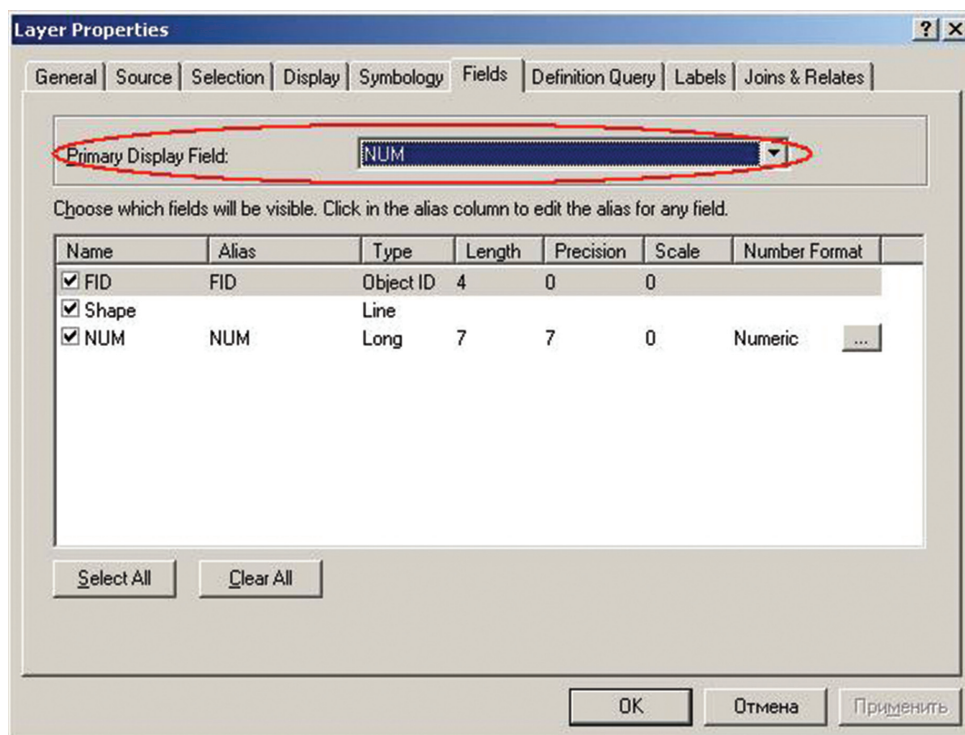 Layer Properties
General Source Selection Display Symbology Fields Definition Query Labels Joins & Relates
Primary Display Field: NUM
Choose which fields will be visible. Click in the alias column to edit the alias for any field.
Name Alias Type Length Precision Scale Number Format
FID FID Object ID 4 0 0
Shape Line
NUM NUM Long 7 7 0 Numeric ...
Select All Clear All
OK Отмена Применить